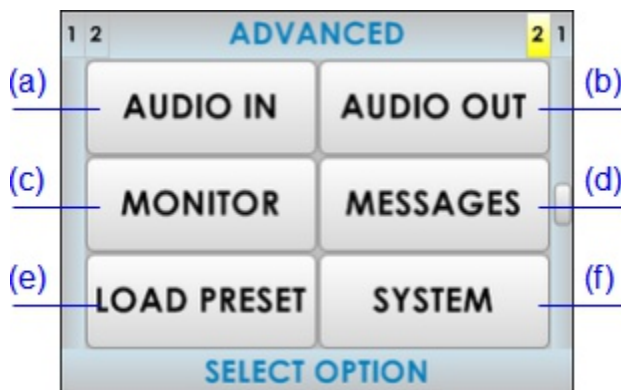 1 2 ADVANCED 2 1
(a) AUDIO IN AUDIO OUT (b)
(c) MONITOR MESSAGES (d)
(e) LOAD PRESET SYSTEM (f)
SELECT OPTION